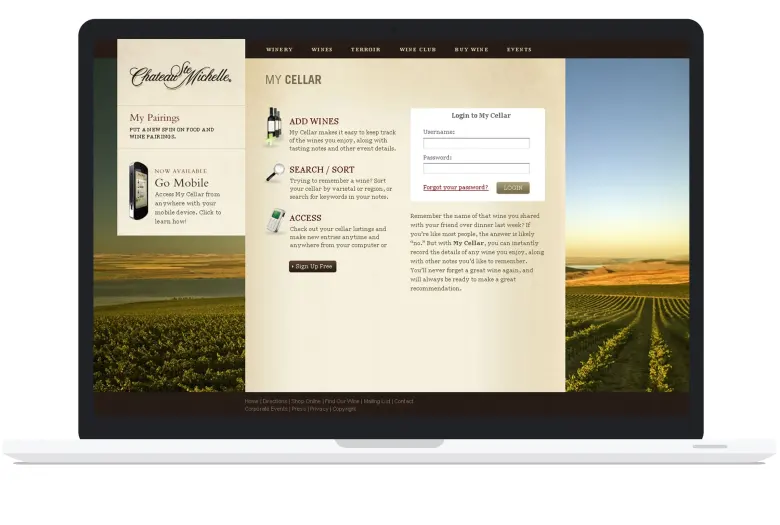 WINERY WINES TERROIR WINE CLUB BUY WINE EVENTS
Chateau Ste Michelle
My Pairings
PUT A NEW SPIN ON FOOD AND
WINE PAIRINGS.
NOW AVAILABLE
Go Mobile
Access My Cellar from
anywhere with your
mobile device. Click to
learn how!
MY CELLAR
ADD WINES
My Cellar makes it easy to keep track
of the wines you enjoy, along with
tasting notes and other event details.
SEARCH / SORT
Trying to remember a wine? Sort
your cellar by varietal or region, or
search for keywords in your notes.
ACCESS
Check out your cellar listings and
make new entries anytime and
anywhere from your computer or
Sign Up Free
Login to My Cellar
Username:
Password:
Forgot your password? LOGIN
Remember the name of that wine you shared
with your friend over dinner last week? If
you're like most people, the answer is likely
"no." But with My Cellar, you can instantly
record the details of any wine you enjoy, along
with other notes you'd like to remember.
You'll never forget a great wine again, and
will always be ready to make a great
recommendation.
Home | Directions | Shop Online | Find Our Wine | Mailing List | Contact
Corporate Events | Press | Privacy | Copyright